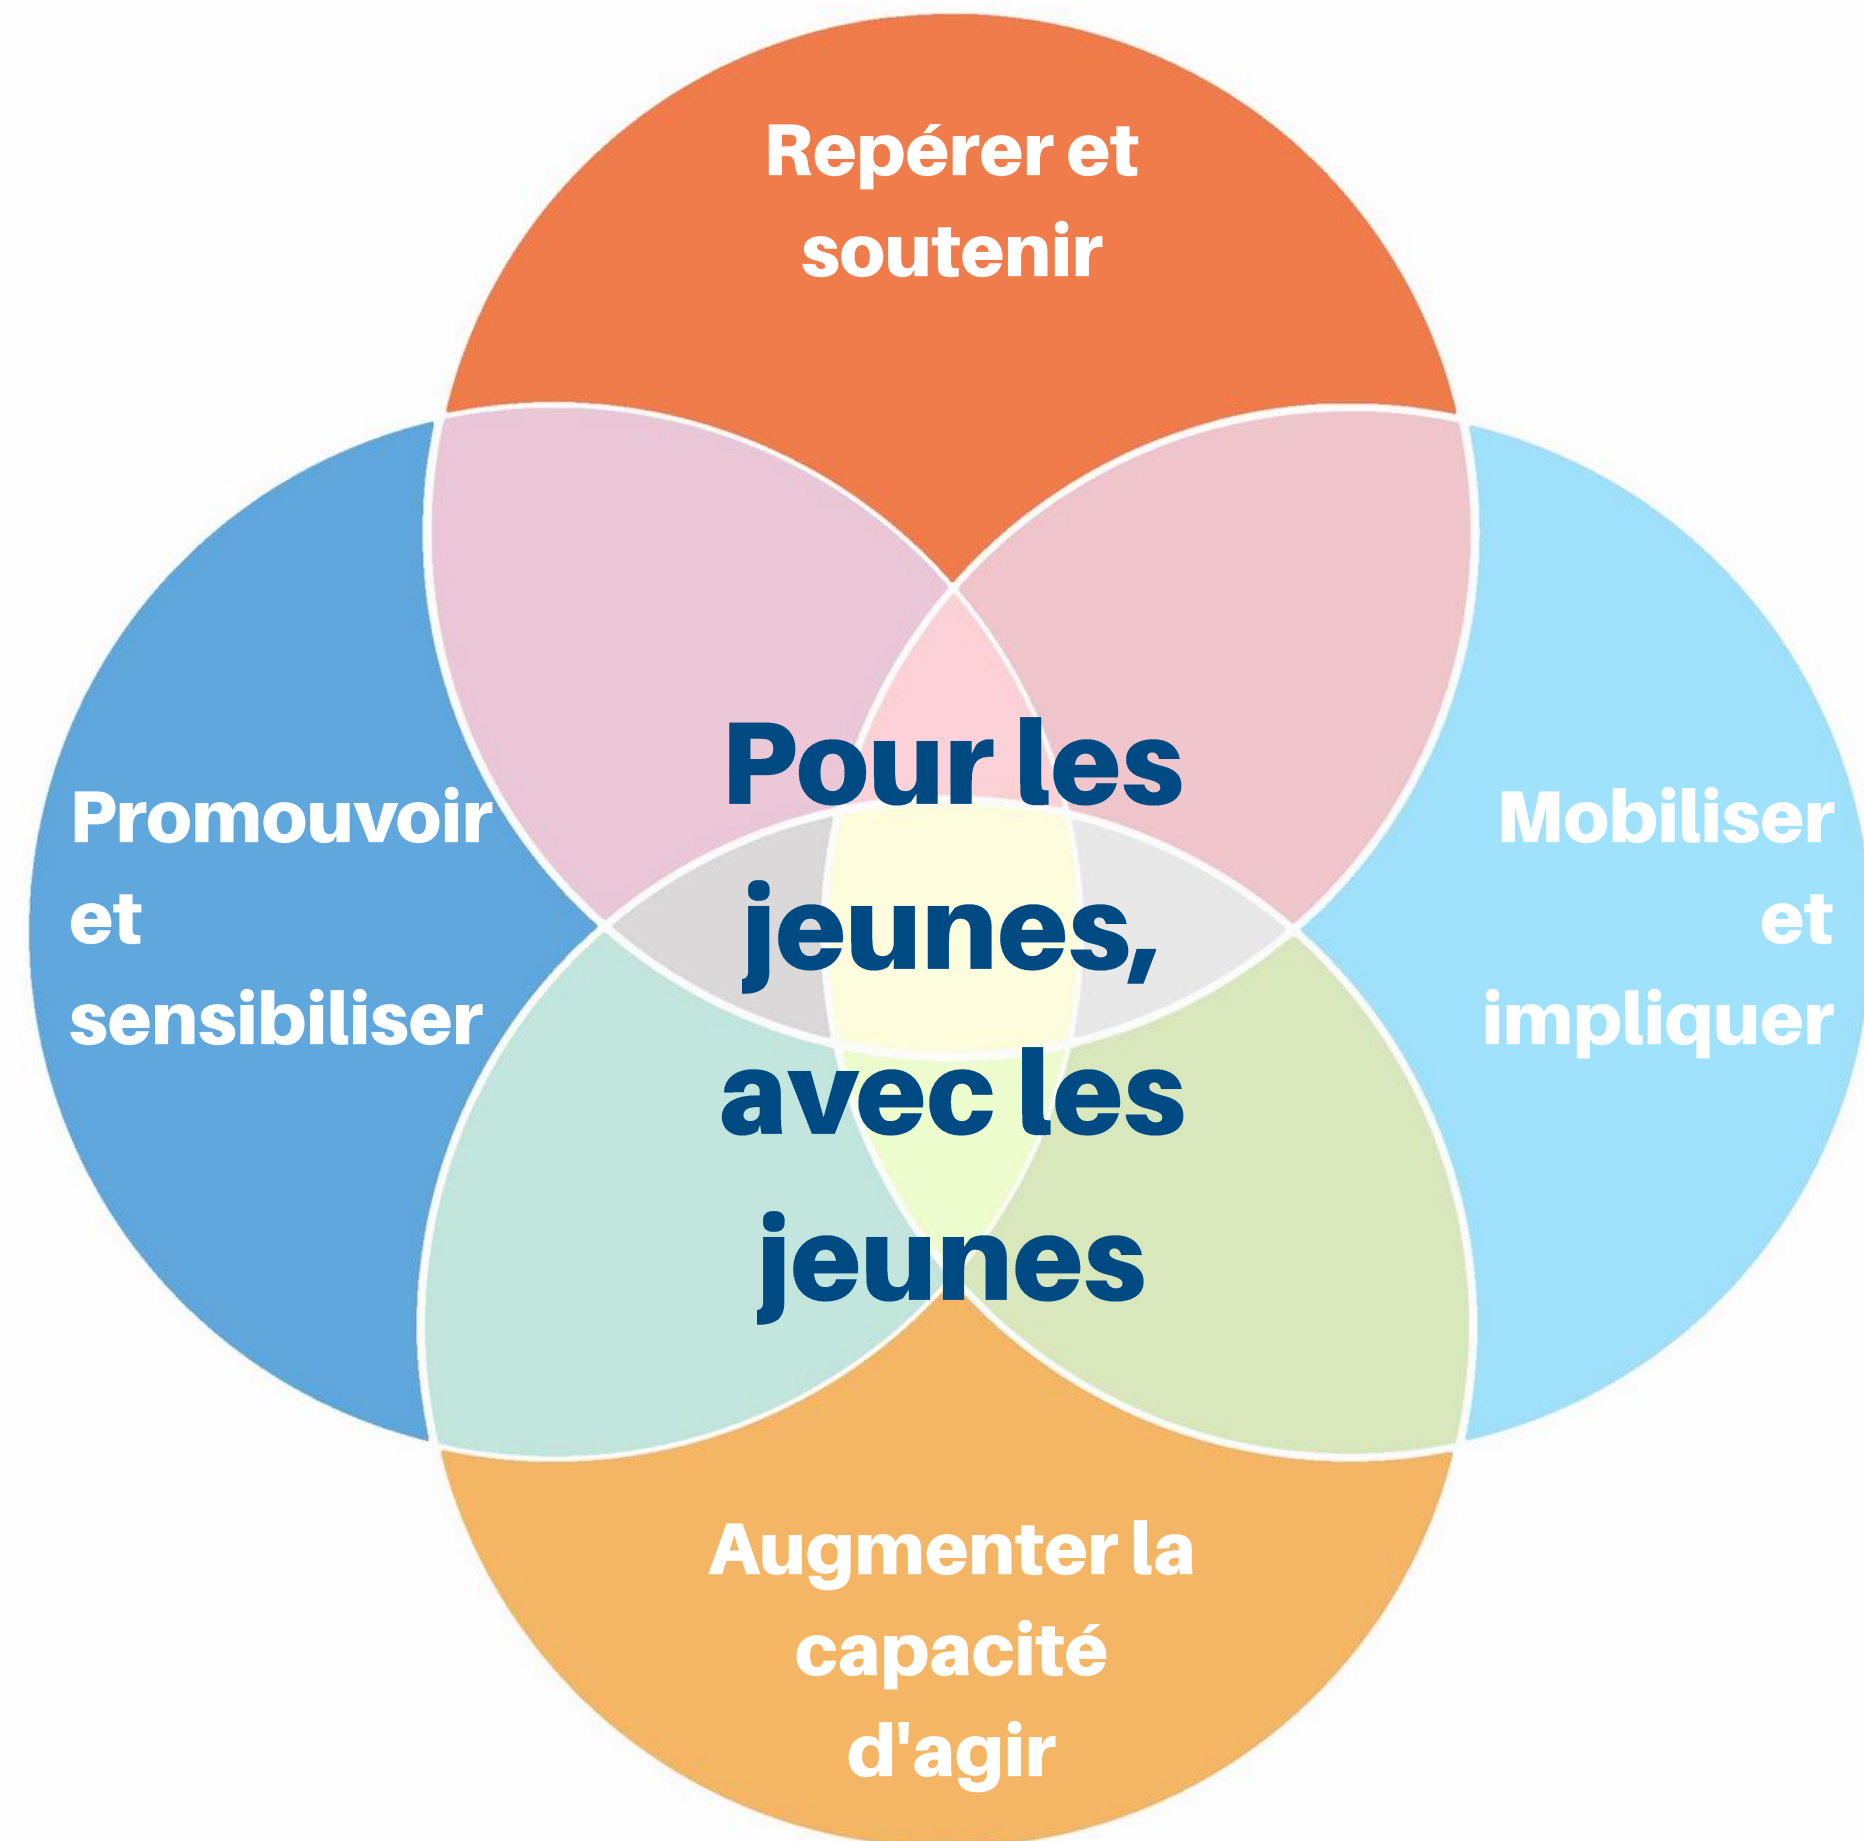 Repérer et
soutenir
Promouvoir
et
sensibiliser
Pour les
jeunes,
avec les
jeunes
Mobiliser
et
impliquer
Augmenter la
capacité
d'agir